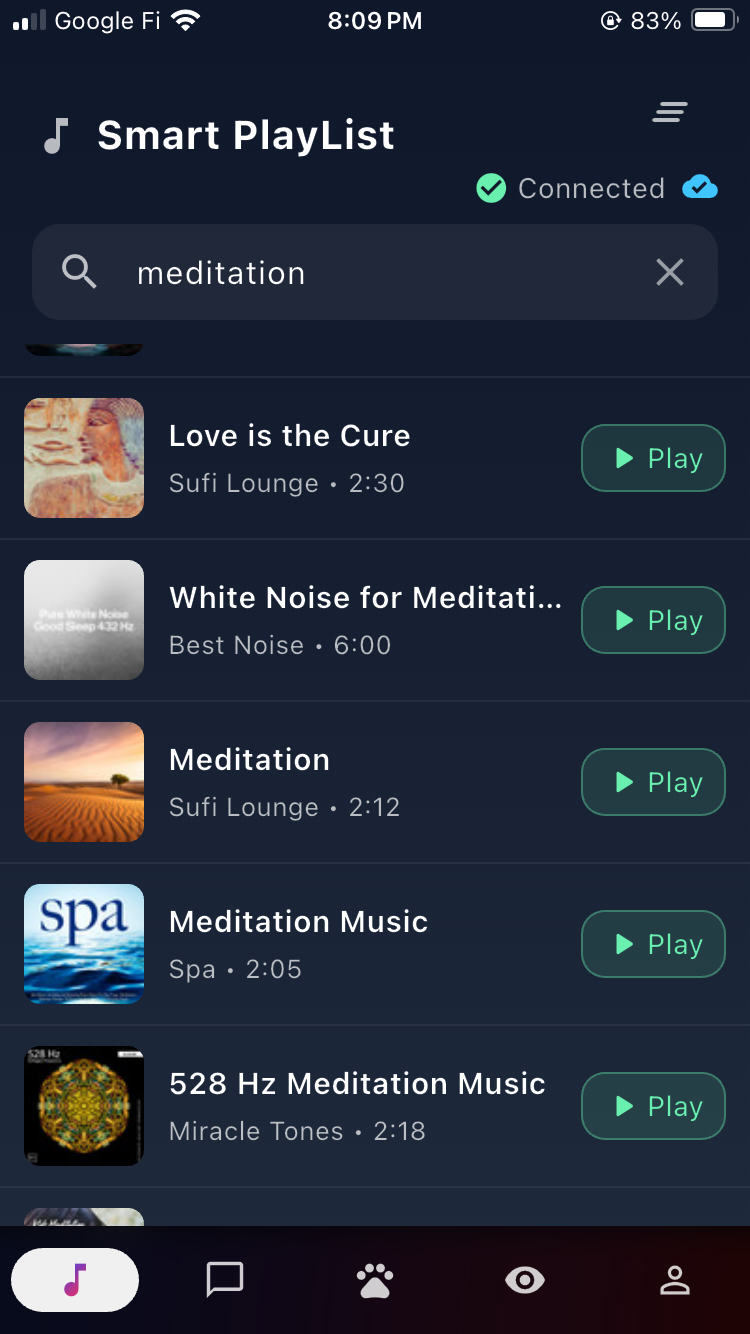 Google Fi 8:09 PM 83%
Smart PlayList
Connected
meditation
Love is the Cure
Sufi Lounge • 2:30
Play
Pure White Noise
Good Sleep 432 Hz
White Noise for Meditati...
Best Noise • 6:00
Play
Meditation
Sufi Lounge • 2:12
Play
spa
Meditation Music
Spa • 2:05
Play
528 Hz
528 Hz Meditation Music
Miracle Tones • 2:18
Play